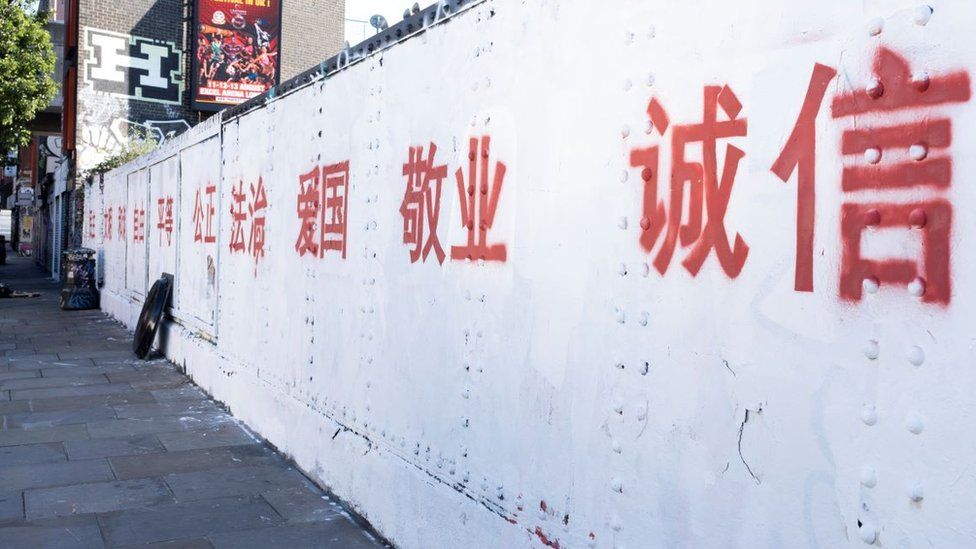 H
11-12-13 AUGUST
EXCEL ARENA LON
自由 平等 公正 法治 爱国 敬业 诚信